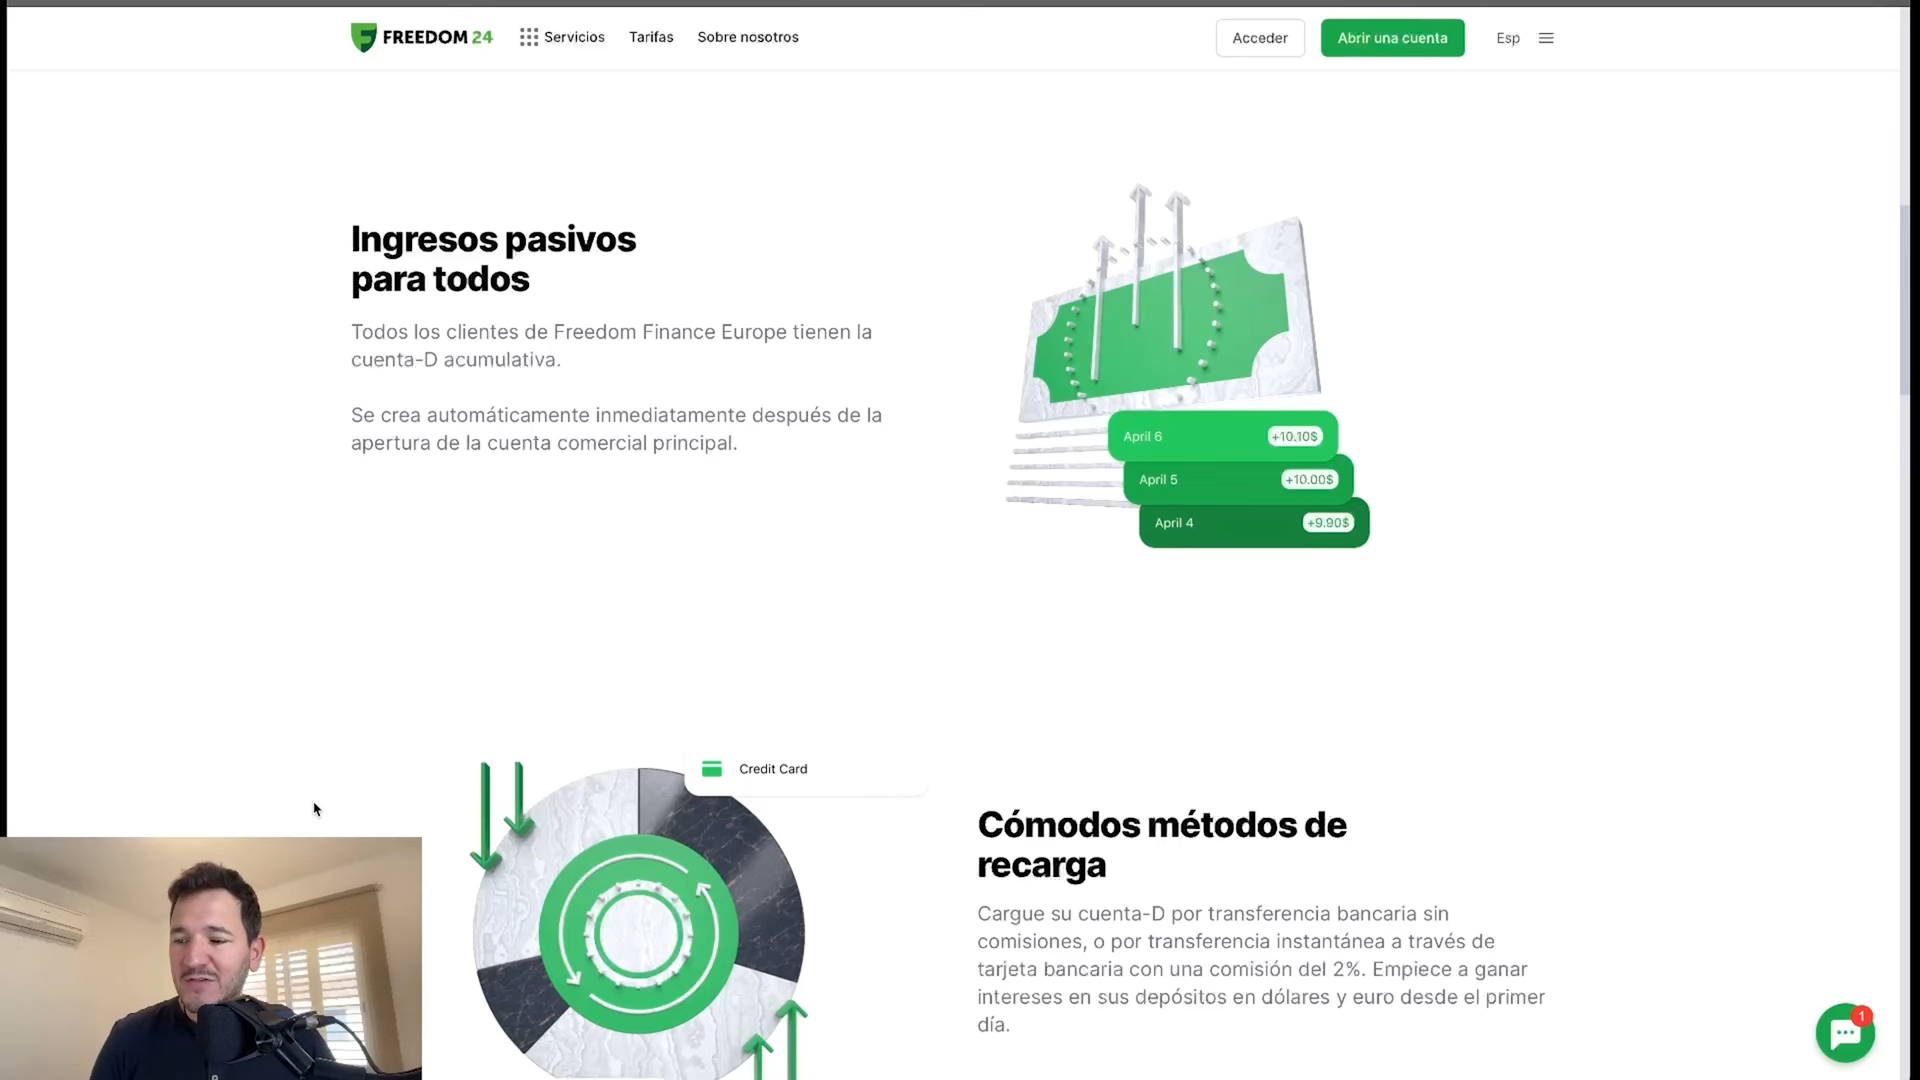 FREEDOM 24
Servicios
Tarifas
Sobre nosotros
Acceder
Abrir una cuenta
Esp
Ingresos pasivos
para todos
Todos los clientes de Freedom Finance Europe tienen la
cuenta-D acumulativa.
Se crea automáticamente inmediatamente después de la
apertura de la cuenta comercial principal.
April 6
+10.10$
April 5
+10.00$
April 4
+9.90$
Credit Card
Cómodos métodos de
recarga
Cargue su cuenta-D por transferencia bancaria sin
comisiones, o por transferencia instantánea a través de
tarjeta bancaria con una comisión del 2%. Empiece a ganar
intereses en sus depósitos en dólares y euro desde el primer
día.
1